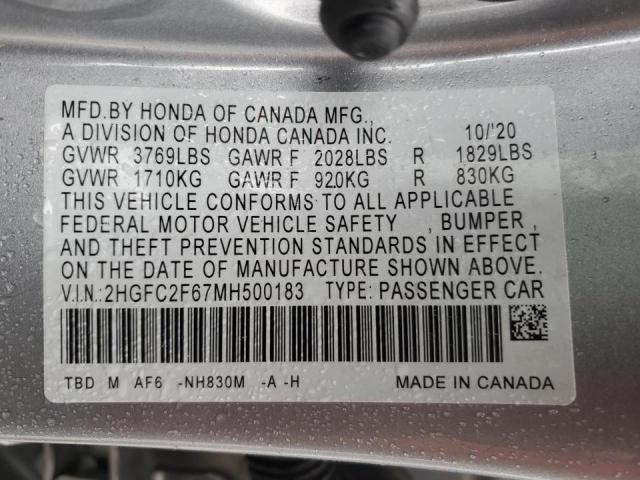 MFD.BY HONDA OF CANADA MFG.,
A DIVISION OF HONDA CANADA INC. 10/'20
GVWR 3769LBS GAWR F 2028LBS R 1829LBS
GVWR 1710KG GAWR F 920KG R 830KG
THIS VEHICLE CONFORMS TO ALL APPLICABLE
FEDERAL MOTOR VEHICLE SAFETY , BUMPER ,
AND THEFT PREVENTION STANDARDS IN EFFECT
ON THE DATE OF MANUFACTURE SHOWN ABOVE.
V.I.N.:2HGFC2F67MH500183 TYPE: PASSENGER CAR
TBD M AF6 -NH830M -A -H MADE IN CANADA